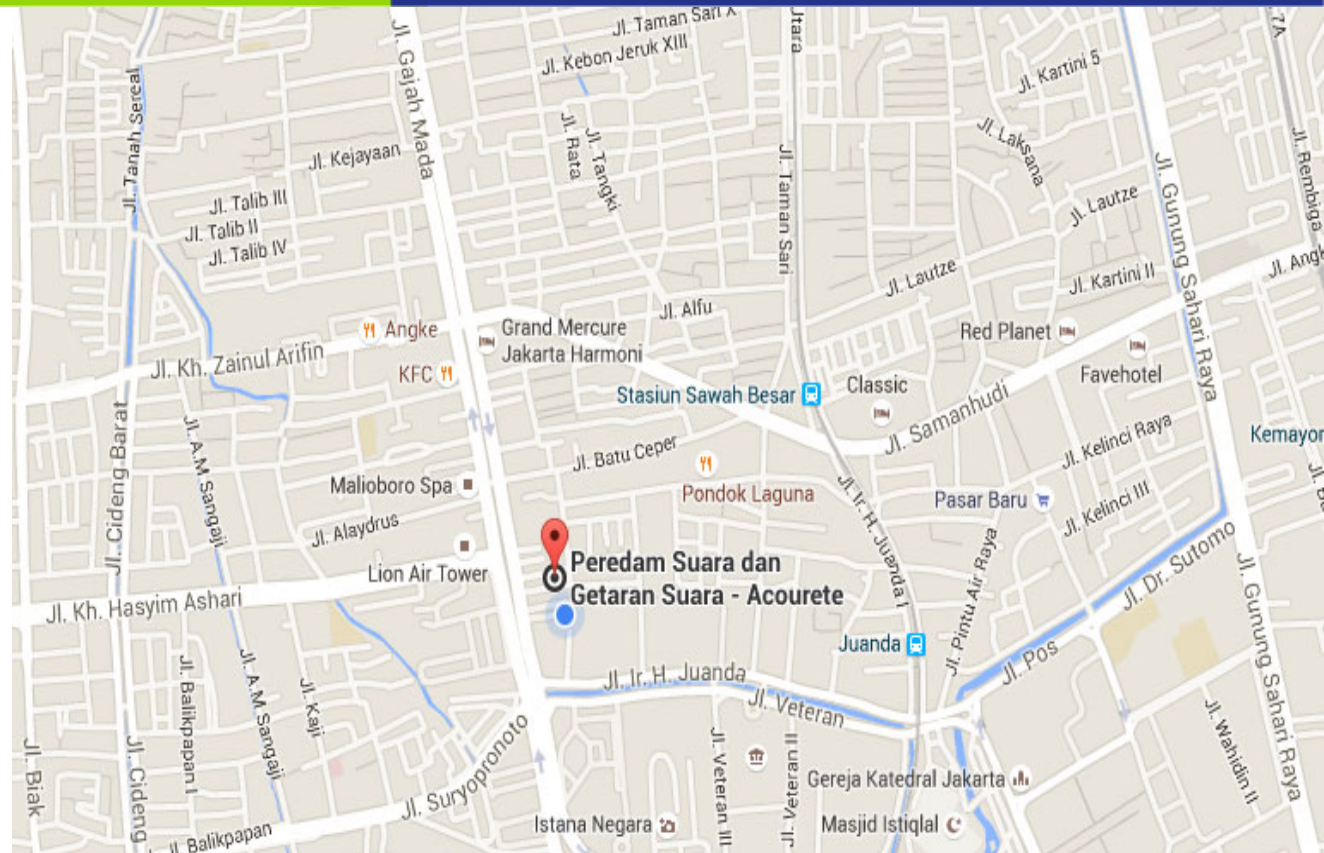 Jl. Taman Sari X
Jl. Kebon Jeruk XIII
Utara
Jl. Kartini 5
Jl. Gajah Mada
Jl. Tanah Sereal
Jl. Rata
Jl. Tangki
Jl. Laksana
Jl. Kejayaan
Jl. Taman Sari
Jl. Gunung Sahari Raya
Jl. Rembiga
Jl. Talib III
Jl. Talib II
Jl. Talib IV
Jl. Lautze
Jl. Lautze
Jl. Kartini II
Jl. Angk
Jl. Alfu
Angke
Grand Mercure
Jakarta Harmoni
Red Planet
Jl. Kh. Zainul Arifin
KFC
Favehotel
Stasiun Sawah Besar
Classic
Jl. Samanhudi
Jl. Cideng Barat
Jl. A.M.Sangaji
Jl. Batu Ceper
Jl. Kelinci Raya
Kemayor
Malioboro Spa
Pondok Laguna
Jl. Ir. H. Juanda I
Pasar Baru
Jl. Kelinci III
Jl. Alaydrus
Lion Air Tower
Peredam Suara dan
Getaran Suara - Acourete
Jl. Kh. Hasyim Ashari
Jl. Pintu Air Raya
Jl. Dr. Sutomo
Jl. Gunung Sahari Raya
Juanda
Jl. Pos
Jl. Balikpapan I
Jl. A.M.Sangaji
Jl. Kaji
Jl. Ir. H. Juanda
Jl. Veteran
Jl. Biak
Jl. Cideng
Jl. Suryopronoto
Jl. Veteran III
Jl. Veteran II
Jl. Wahidin II
Gereja Katedral Jakarta
Istana Negara
Masjid Istiqlal
Jl. Balikpapan